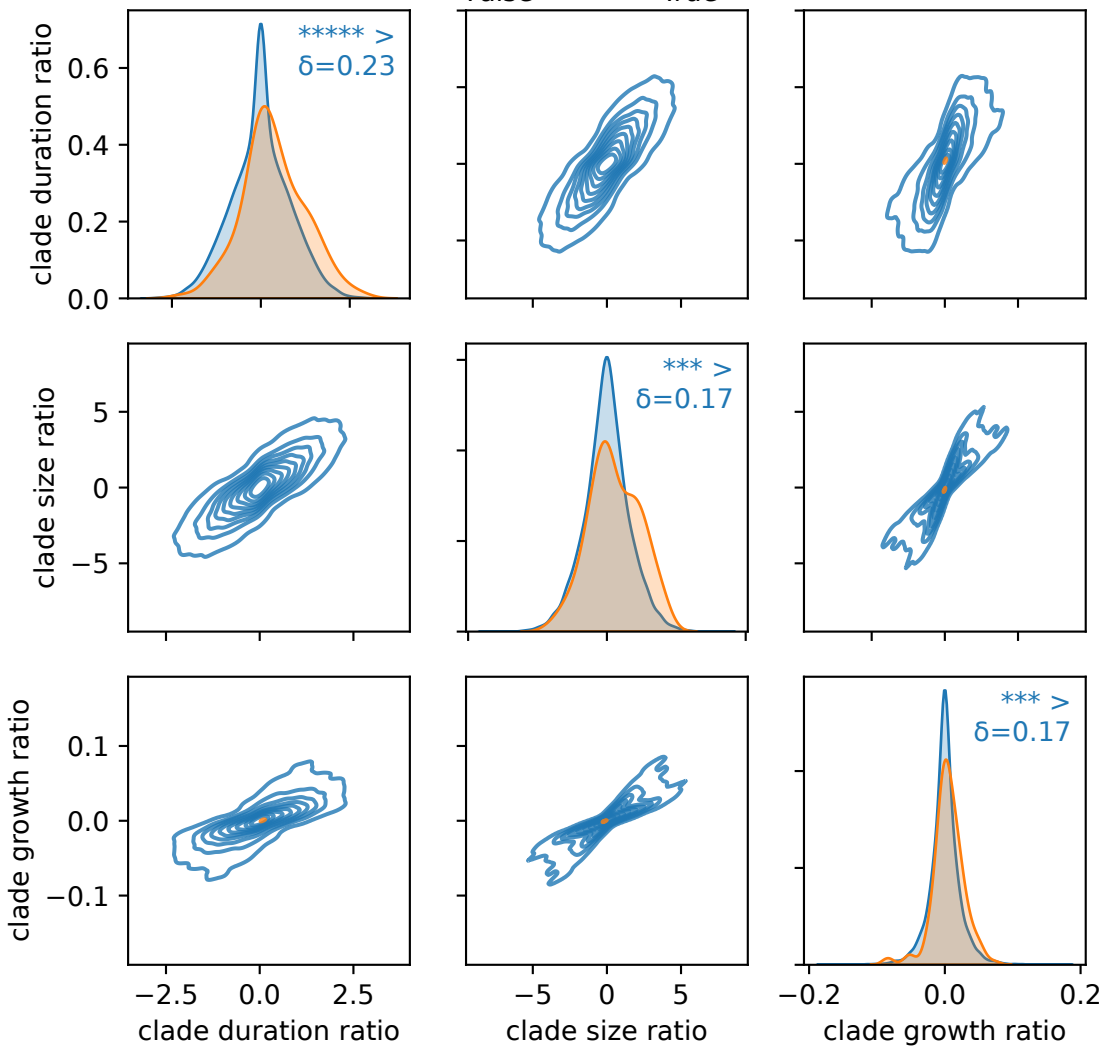 ***** >
δ=0.23
clade duration ratio
0.6
0.4
0.2
0.0
*** >
δ=0.17
clade size ratio
5
0
−5
*** >
δ=0.17
clade growth ratio
0.1
0.0
−0.1
−2.5 0.0 2.5
−5 0 5
−0.2 0.0 0.2
clade duration ratio
clade size ratio
clade growth ratio